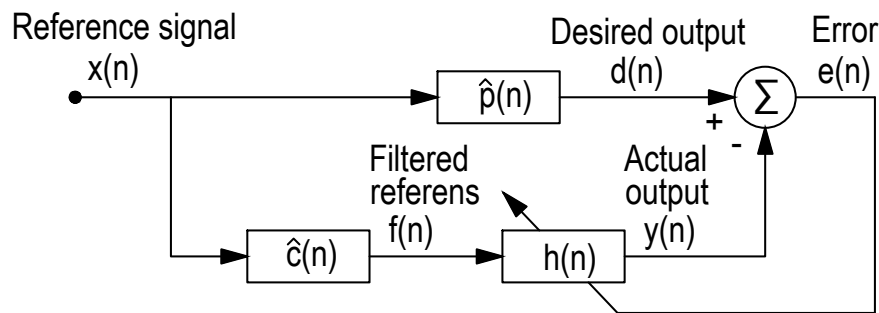 Reference signal
x(n)
Desired output
d(n)
Error
e(n)
p̂(n)
Σ
+
-
Filtered
referens
f(n)
Actual
output
y(n)
ĉ(n)
h(n)